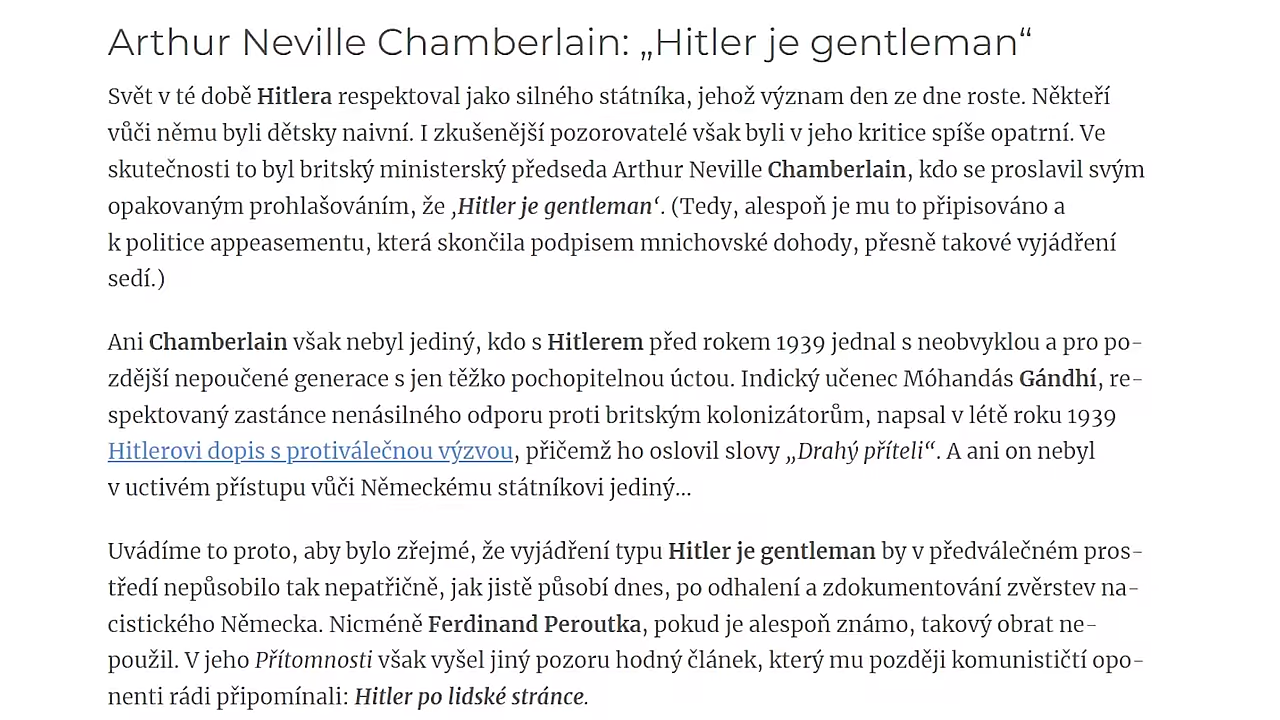 Arthur Neville Chamberlain: „Hitler je gentleman“
Svět v té době Hitlera respektoval jako silného státníka, jehož význam den ze dne roste. Někteří
vůči němu byli dětsky naivní. I zkušenější pozorovatelé však byli v jeho kritice spíše opatrní. Ve
skutečnosti to byl britský ministerský předseda Arthur Neville Chamberlain, kdo se proslavil svým
opakovaným prohlašováním, že ‚Hitler je gentleman‘. (Tedy, alespoň je mu to připisováno a
k politice appeasementu, která skončila podpisem mnichovské dohody, přesně takové vyjádření
sedí.)
Ani Chamberlain však nebyl jediný, kdo s Hitlerem před rokem 1939 jednal s neobvyklou a pro po-
zdější nepoučené generace s jen těžko pochopitelnou úctou. Indický učenec Móhandás Gándhí, re-
spektovaný zastánce nenásilného odporu proti britským kolonizátorům, napsal v létě roku 1939
Hitlerovi dopis s protiválečnou výzvou, přičemž ho oslovil slovy „Drahý příteli“. A ani on nebyl
v uctivém přístupu vůči Německému státníkovi jediný...
Uvádíme to proto, aby bylo zřejmé, že vyjádření typu Hitler je gentleman by v předválečném pros-
tředí nepůsobilo tak nepatřičně, jak jistě působí dnes, po odhalení a zdokumentování zvěrstev na-
cistického Německa. Nicméně Ferdinand Peroutka, pokud je alespoň známo, takový obrat ne-
použil. V jeho Přítomnosti však vyšel jiný pozoru hodný článek, který mu později komunističtí opo-
nenti rádi připomínali: Hitler po lidské stránce.